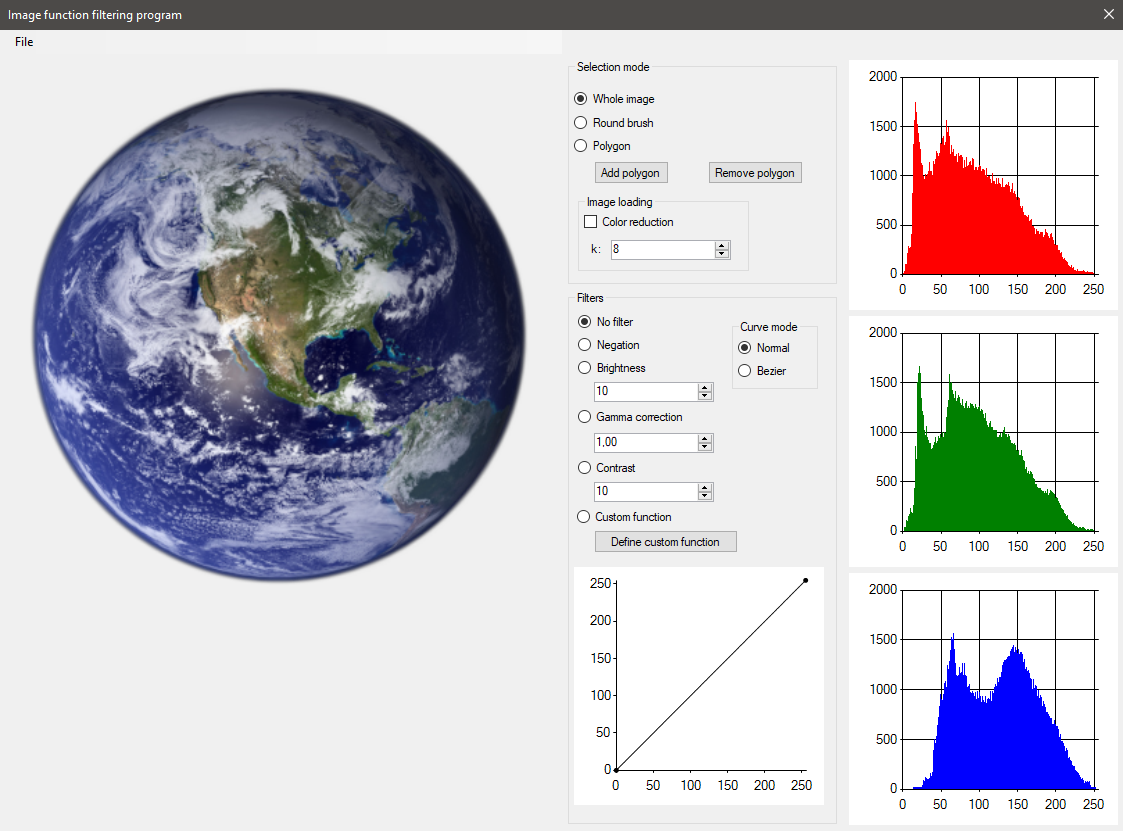 Image function filtering program
File
Selection mode
Whole image
Round brush
Polygon
Add polygon Remove polygon
Image loading
Color reduction
k: 8
Filters
No filter
Negation
Brightness
10
Gamma correction
1,00
Contrast
10
Custom function
Define custom function
Curve mode
Normal
Bezier
250
200
150
100
50
0
0 50 100 150 200 250
2000
1500
1000
500
0
0 50 100 150 200 250
2000
1500
1000
500
0
0 50 100 150 200 250
2000
1500
1000
500
0
0 50 100 150 200 250